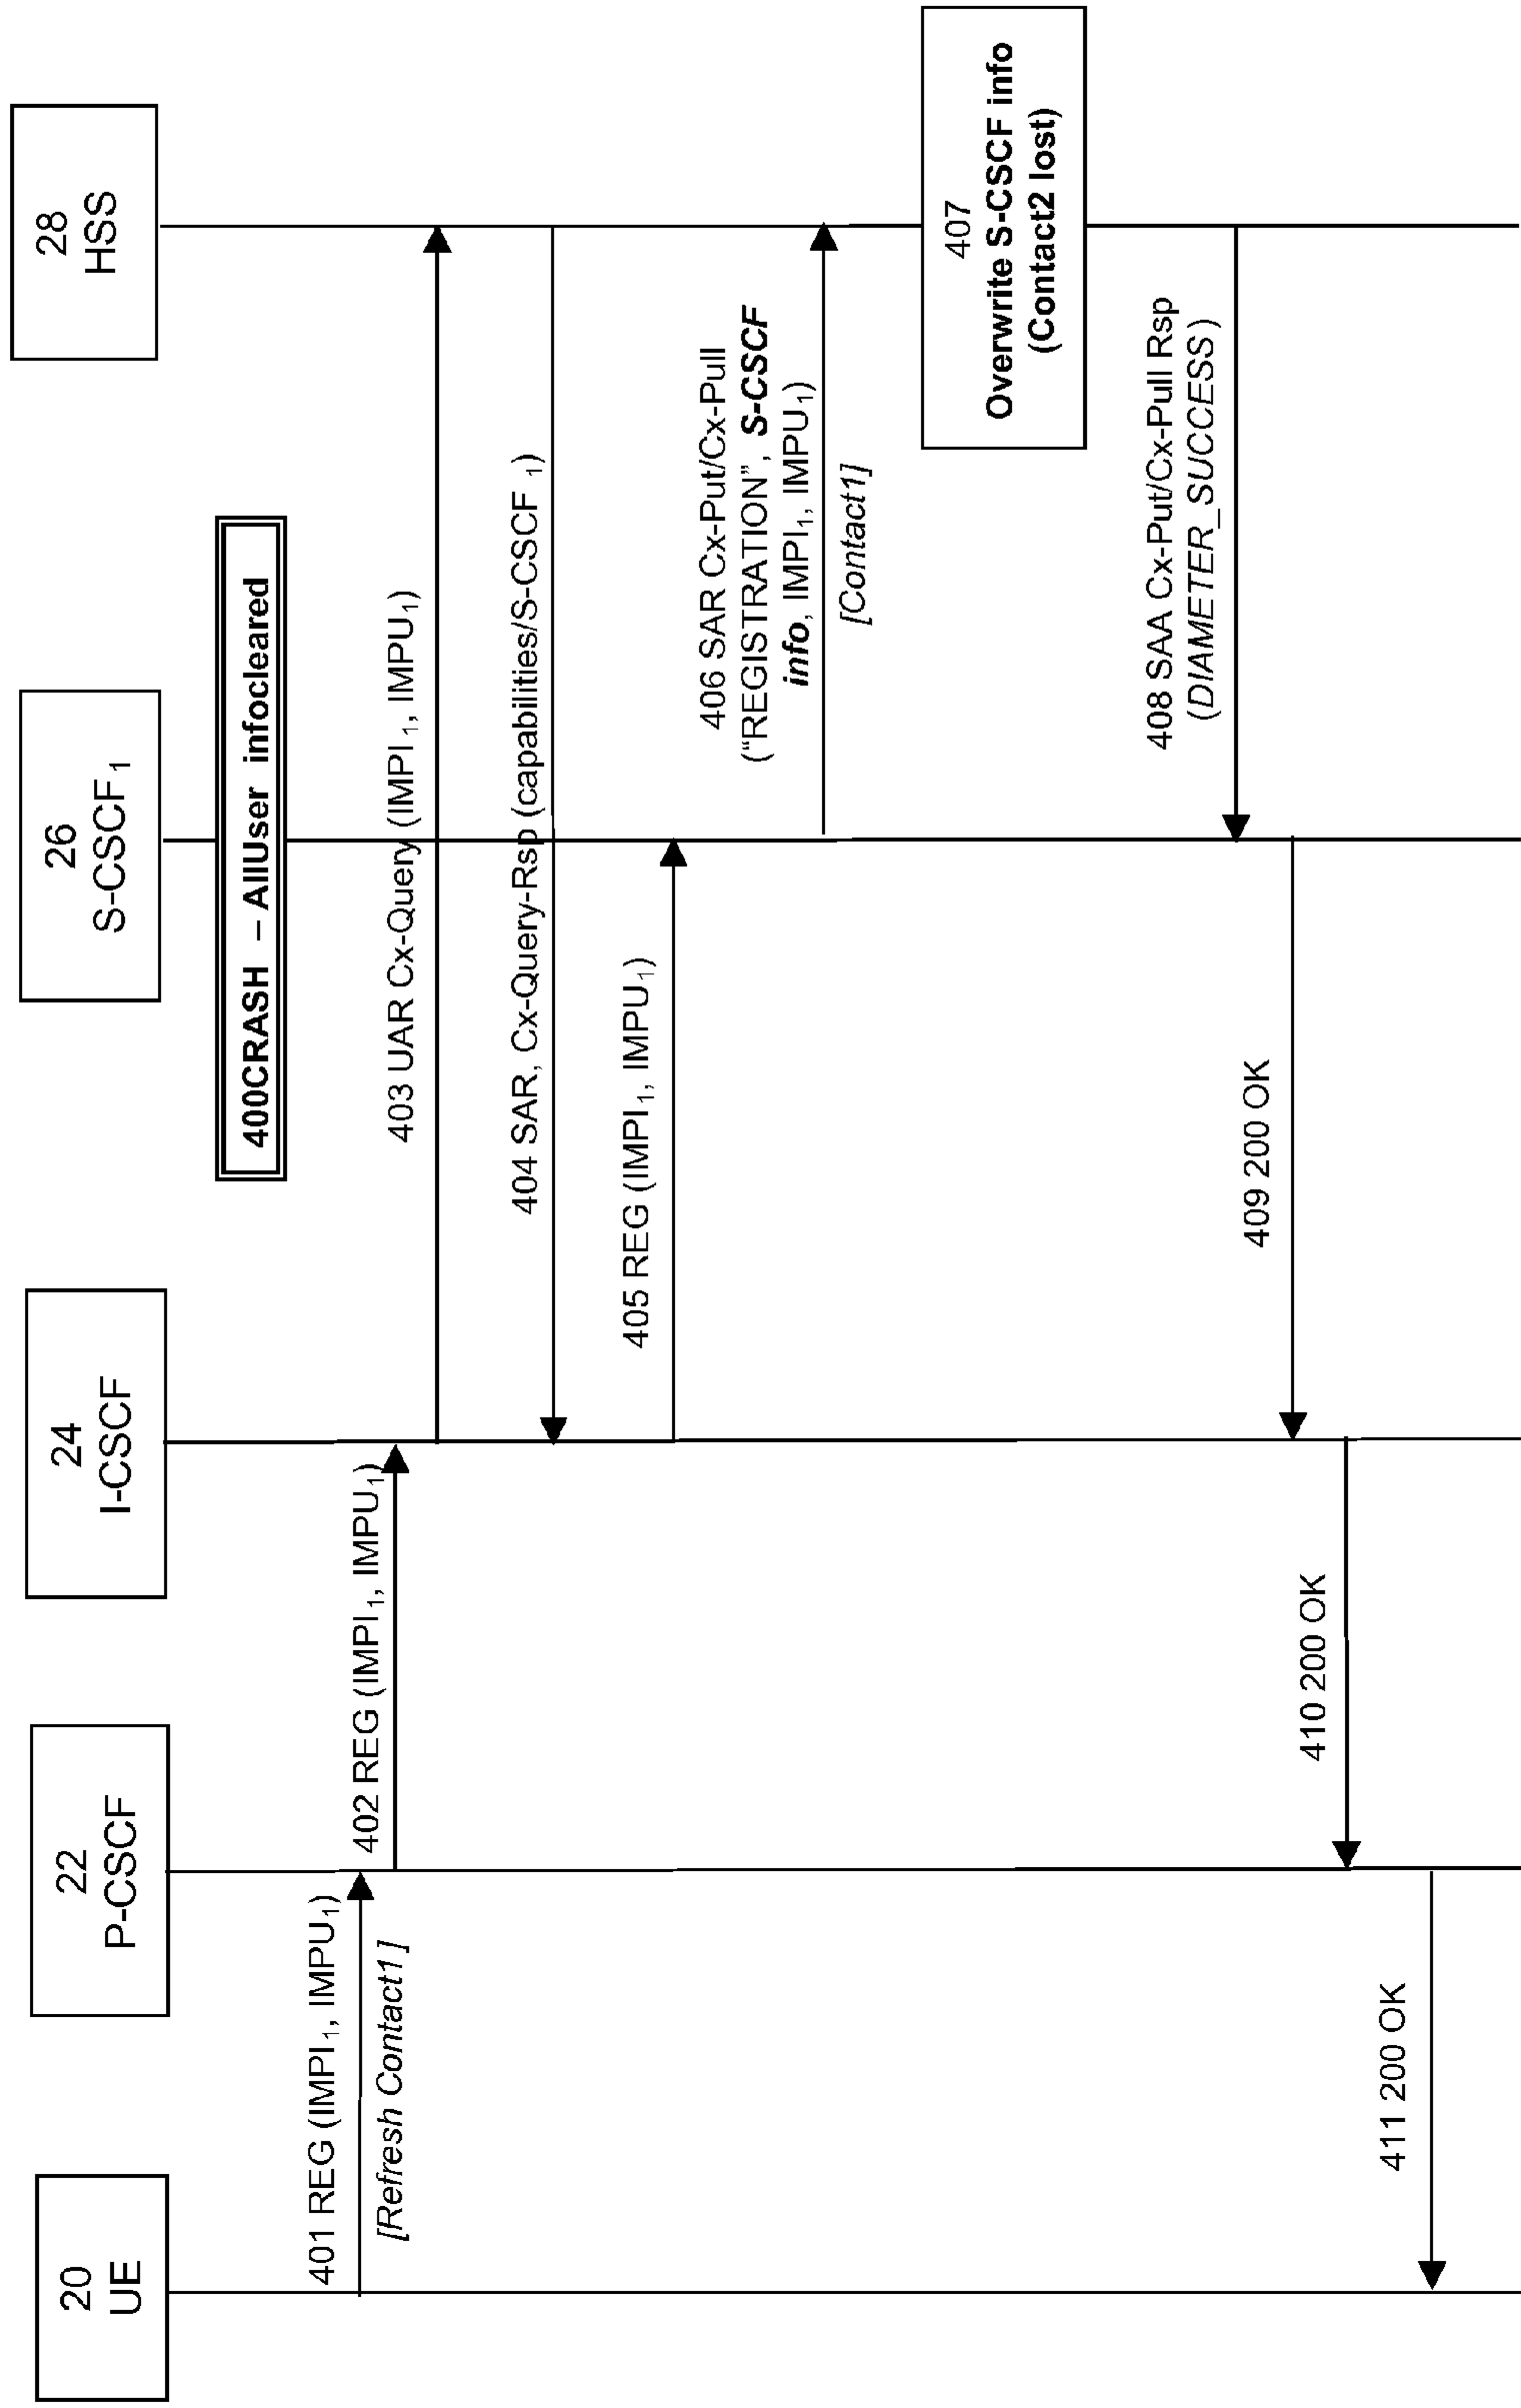 20
UE
22
P-CSCF
24
I-CSCF
26
S-CSCF1
28
HSS
400CRASH – AllUser infocleared
401 REG (IMPI1, IMPU1)
[Refresh Contact1]
402 REG (IMPI1, IMPU1)
403 UAR Cx-Query (IMPI1, IMPU1)
404 SAR, Cx-Query-Rsp (capabilities/S-CSCF1)
405 REG (IMPI1, IMPU1)
406 SAR Cx-Put/Cx-Pull
("REGISTRATION", S-CSCF
info, IMPI1, IMPU1)
[Contact1]
407
Overwrite S-CSCF info
(Contact2 lost)
408 SAA Cx-Put/Cx-Pull Rsp
(DIAMETER_SUCCESS)
409 200 OK
410 200 OK
411 200 OK